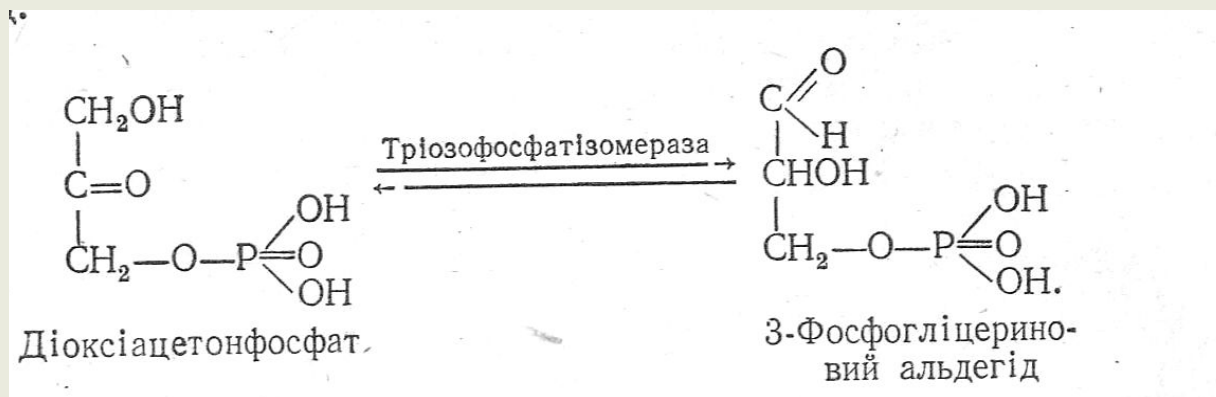 CH₂OH
C=O
CH₂—O—P=O
OH
OH
Діоксіацетонфосфат
Тріозофосфатізомераза
O
C
H
CHOH
CH₂—O—P=O
OH
OH.
3-Фосфогліцерино-
вий альдегід